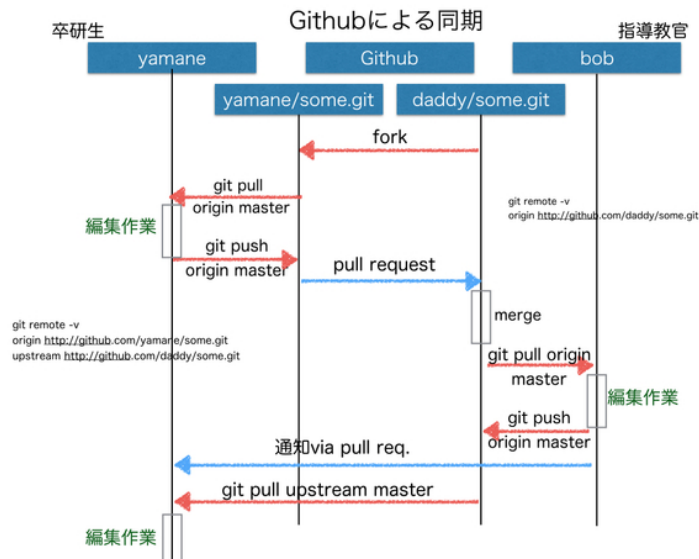 Githubによる同期
卒研生
指導教官
yamane
Github
bob
yamane/some.git
daddy/some.git
fork
git pull
origin master
git remote -v
origin http://github.com/daddy/some.git
編集作業
git push
origin master
pull request
merge
git remote -v
origin http://github.com/yamane/some.git
upstream http://github.com/daddy/some.git
git pull origin
master
編集作業
git push
origin master
通知via pull req.
git pull upstream master
編集作業